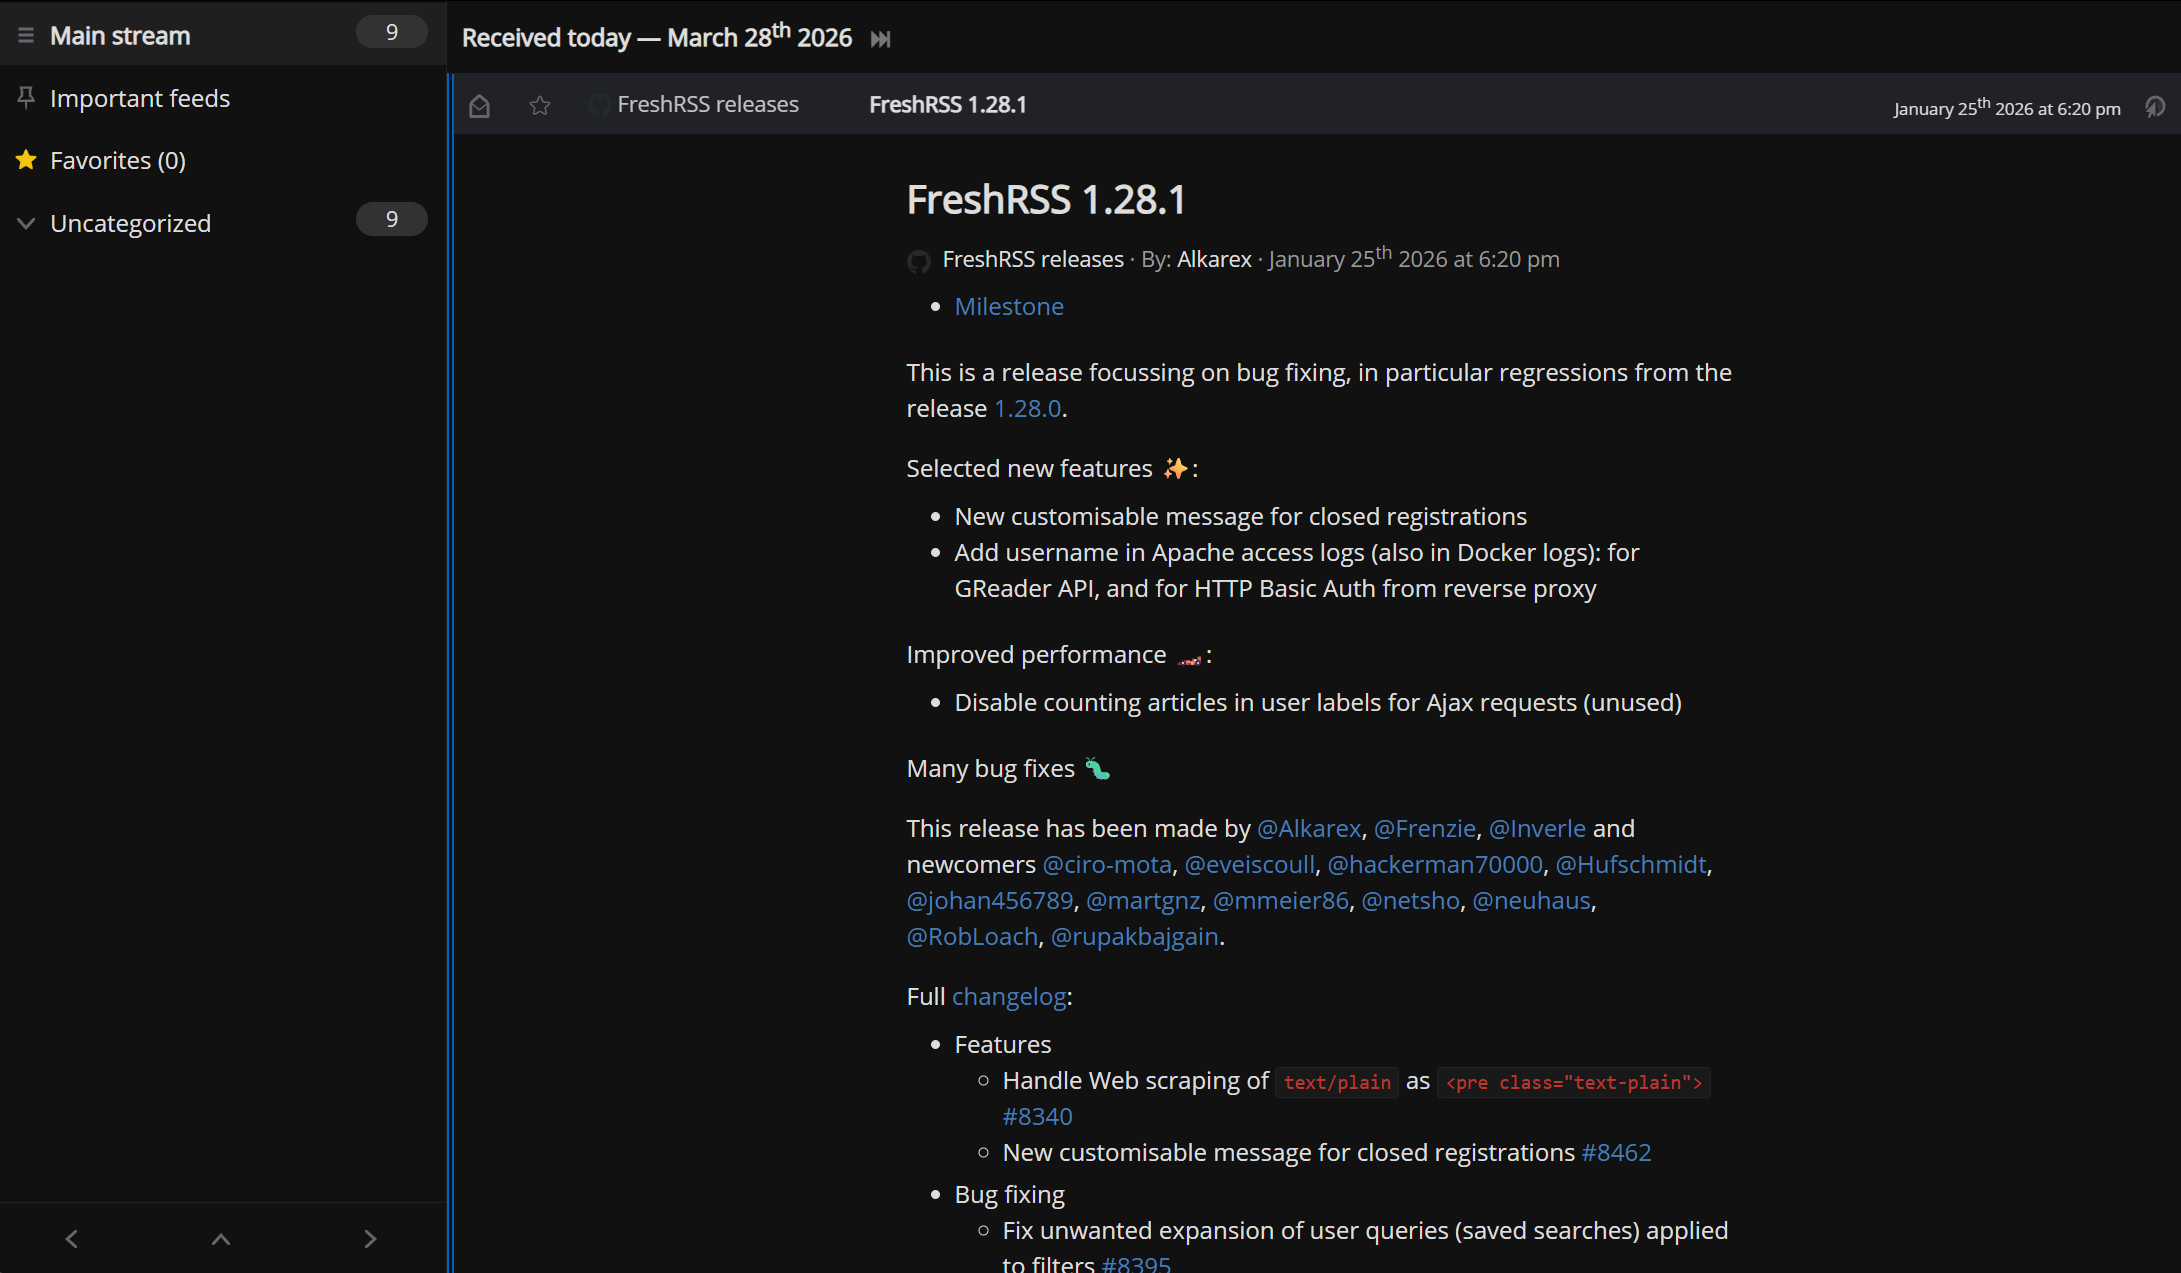 Main stream 9
Important feeds
Favorites (0)
Uncategorized 9
Received today — March 28th 2026
FreshRSS releases FreshRSS 1.28.1 January 25th 2026 at 6:20 pm
FreshRSS 1.28.1
FreshRSS releases · By: Alkarex · January 25th 2026 at 6:20 pm
Milestone
This is a release focussing on bug fixing, in particular regressions from the
release 1.28.0.
Selected new features ✨:
New customisable message for closed registrations
Add username in Apache access logs (also in Docker logs): for
GReader API, and for HTTP Basic Auth from reverse proxy
Improved performance 🏎️:
Disable counting articles in user labels for Ajax requests (unused)
Many bug fixes 🐛
This release has been made by @Alkarex, @Frenzie, @Inverle and
newcomers @ciro-mota, @eveiscoull, @hackerman70000, @Hufschmidt,
@johan456789, @martgnz, @mmeier86, @netsho, @neuhaus,
@RobLoach, @rupakbajgain.
Full changelog:
Features
Handle Web scraping of text/plain as <pre class="text-plain">
#8340
New customisable message for closed registrations #8462
Bug fixing
Fix unwanted expansion of user queries (saved searches) applied
to filters #8395